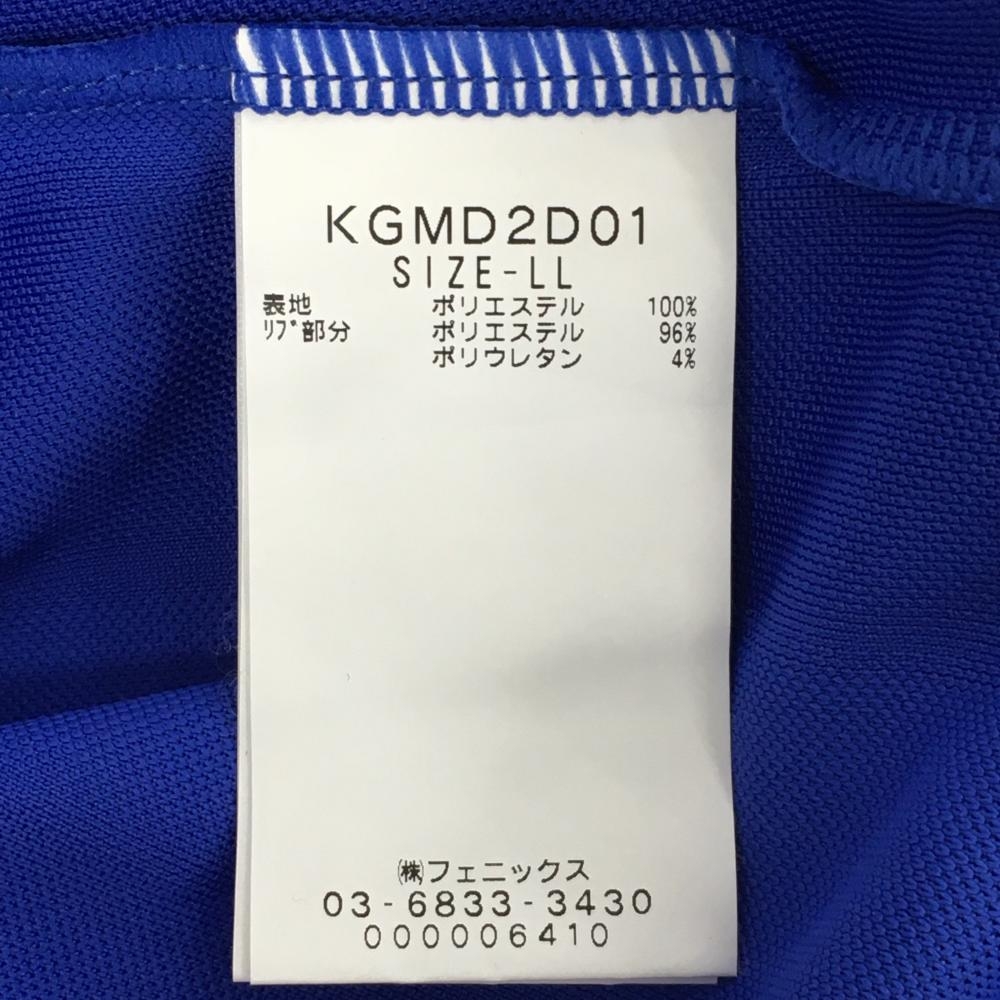 KGMD2D01
SIZE-LL
表地 ポリエステル 100%
ﾘﾌﾞ部分 ポリエステル 96%
ポリウレタン 4%
㈱フェニックス
03-6833-3430
000006410